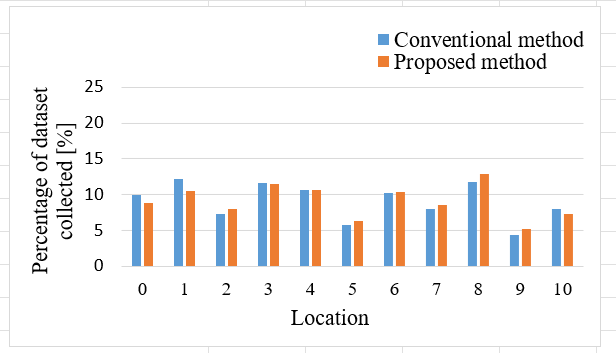 Conventional method
Proposed method
25
20
15
10
5
0
Percentage of dataset
collected [%]
0 1 2 3 4 5 6 7 8 9 10
Location